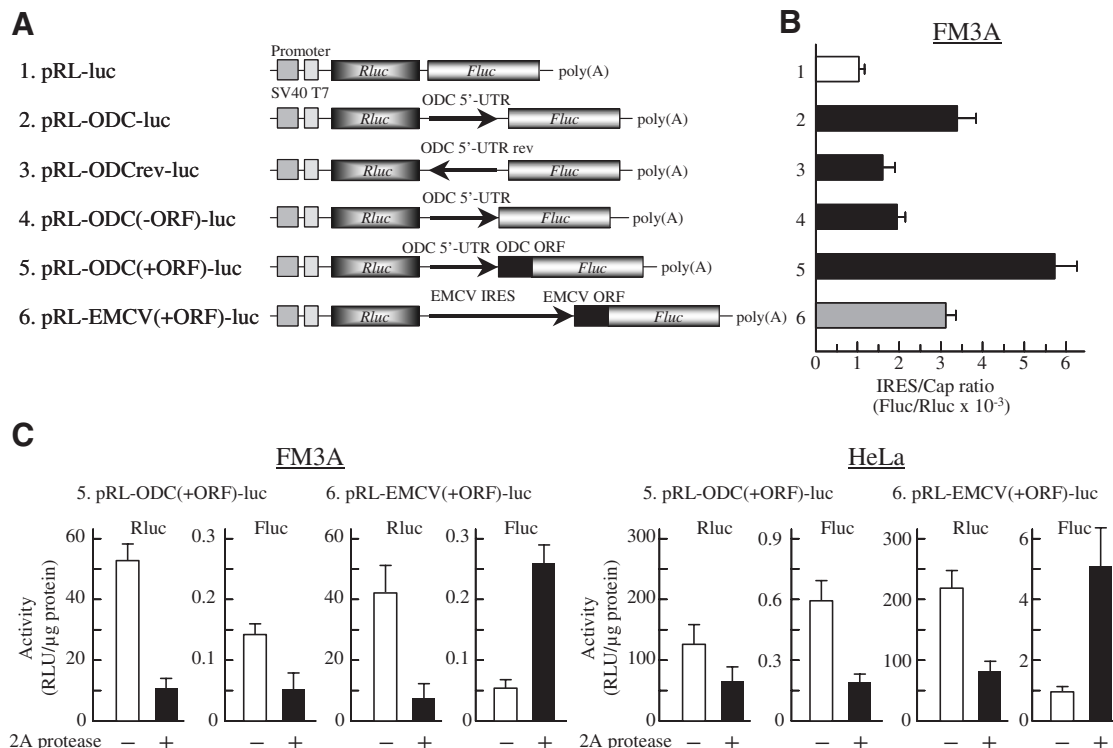 A
Promoter
1. pRL-luc
Rluc
Fluc
poly(A)
SV40 T7
ODC 5'-UTR
2. pRL-ODC-luc
Rluc
Fluc
poly(A)
ODC 5'-UTR rev
3. pRL-ODCrev-luc
Rluc
Fluc
poly(A)
ODC 5'-UTR
4. pRL-ODC(-ORF)-luc
Rluc
Fluc
poly(A)
ODC 5'-UTR ODC ORF
5. pRL-ODC(+ORF)-luc
Rluc
Fluc
poly(A)
EMCV IRES
EMCV ORF
6. pRL-EMCV(+ORF)-luc
Rluc
Fluc
poly(A)
B
FM3A
1
2
3
4
5
6
0 1 2 3 4 5 6
IRES/Cap ratio
(Fluc/Rluc x 10-3)
C
FM3A
5. pRL-ODC(+ORF)-luc
6. pRL-EMCV(+ORF)-luc
Activity
(RLU/µg protein)
Rluc
60
40
20
0
Fluc
0.3
0.2
0.1
0
Rluc
60
40
20
0
Fluc
0.3
0.2
0.1
0
2A protease − + − + − + − +
HeLa
5. pRL-ODC(+ORF)-luc
6. pRL-EMCV(+ORF)-luc
Activity
(RLU/µg protein)
Rluc
300
200
100
0
Fluc
0.9
0.6
0.3
0
Rluc
300
200
100
0
Fluc
6
4
2
0
2A protease − + − + − + − +